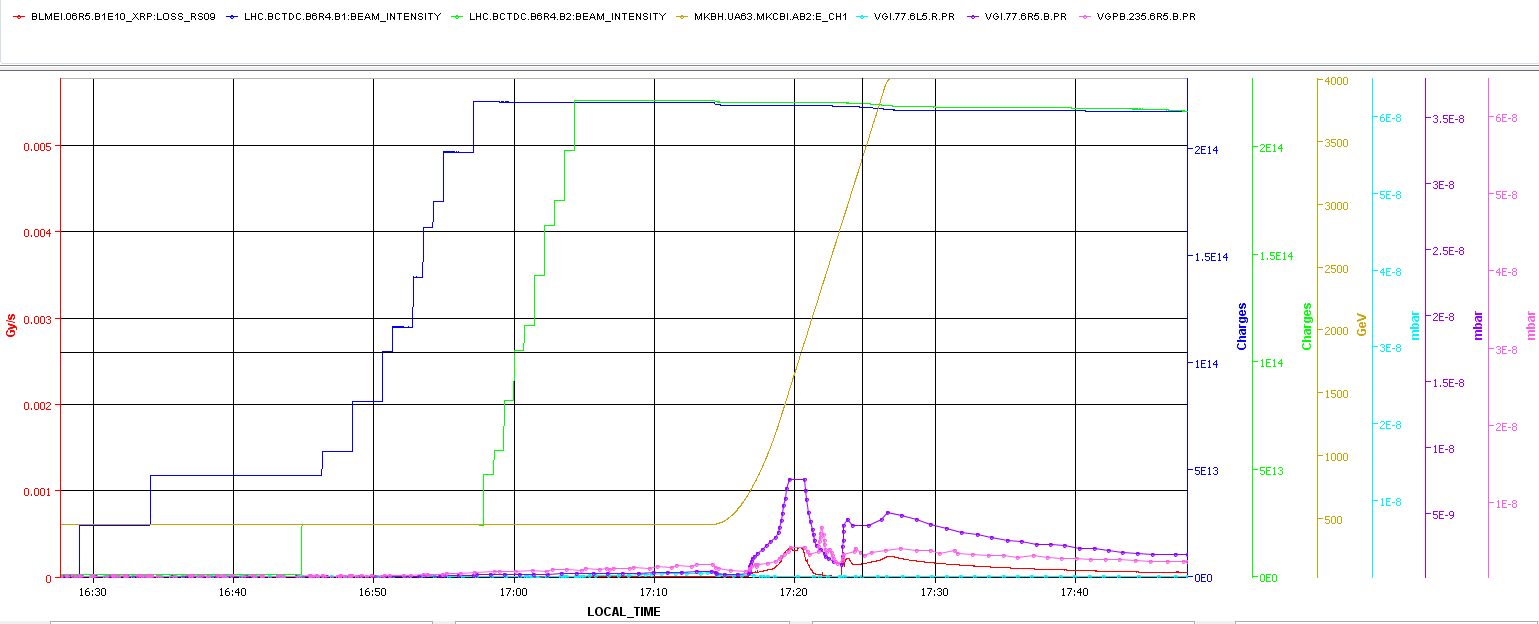 BLMEI.06R5.B1E10_XRP:LOSS_RS09 LHC.BCTDC.B6R4.B1:BEAM_INTENSITY LHC.BCTDC.B6R4.B2:BEAM_INTENSITY MKBH.UA63.MKCBI.AB2:E_CH1 VGI.77.6L5.R.PR VGI.77.6R5.B.PR VGPB.235.6R5.B.PR
4000
6E-8 3.5E-8 6E-8
0.005 2E14 2E14 3500
3E-8
5E-8 5E-8
3000
0.004
1.5E14 1.5E14 2.5E-8
2500 4E-8 4E-8
Gy/s 0.003 Charges Charges 2000 GeV mbar 2E-8 mbar mbar
3E-8 3E-8
1E14 1E14
1.5E-8
1500
0.002
2E-8 2E-8
1000 1E-8
5E13 5E13
0.001
1E-8 1E-8
500 5E-9
0 0E0 0E0
16:30 16:40 16:50 17:00 17:10 17:20 17:30 17:40
LOCAL_TIME